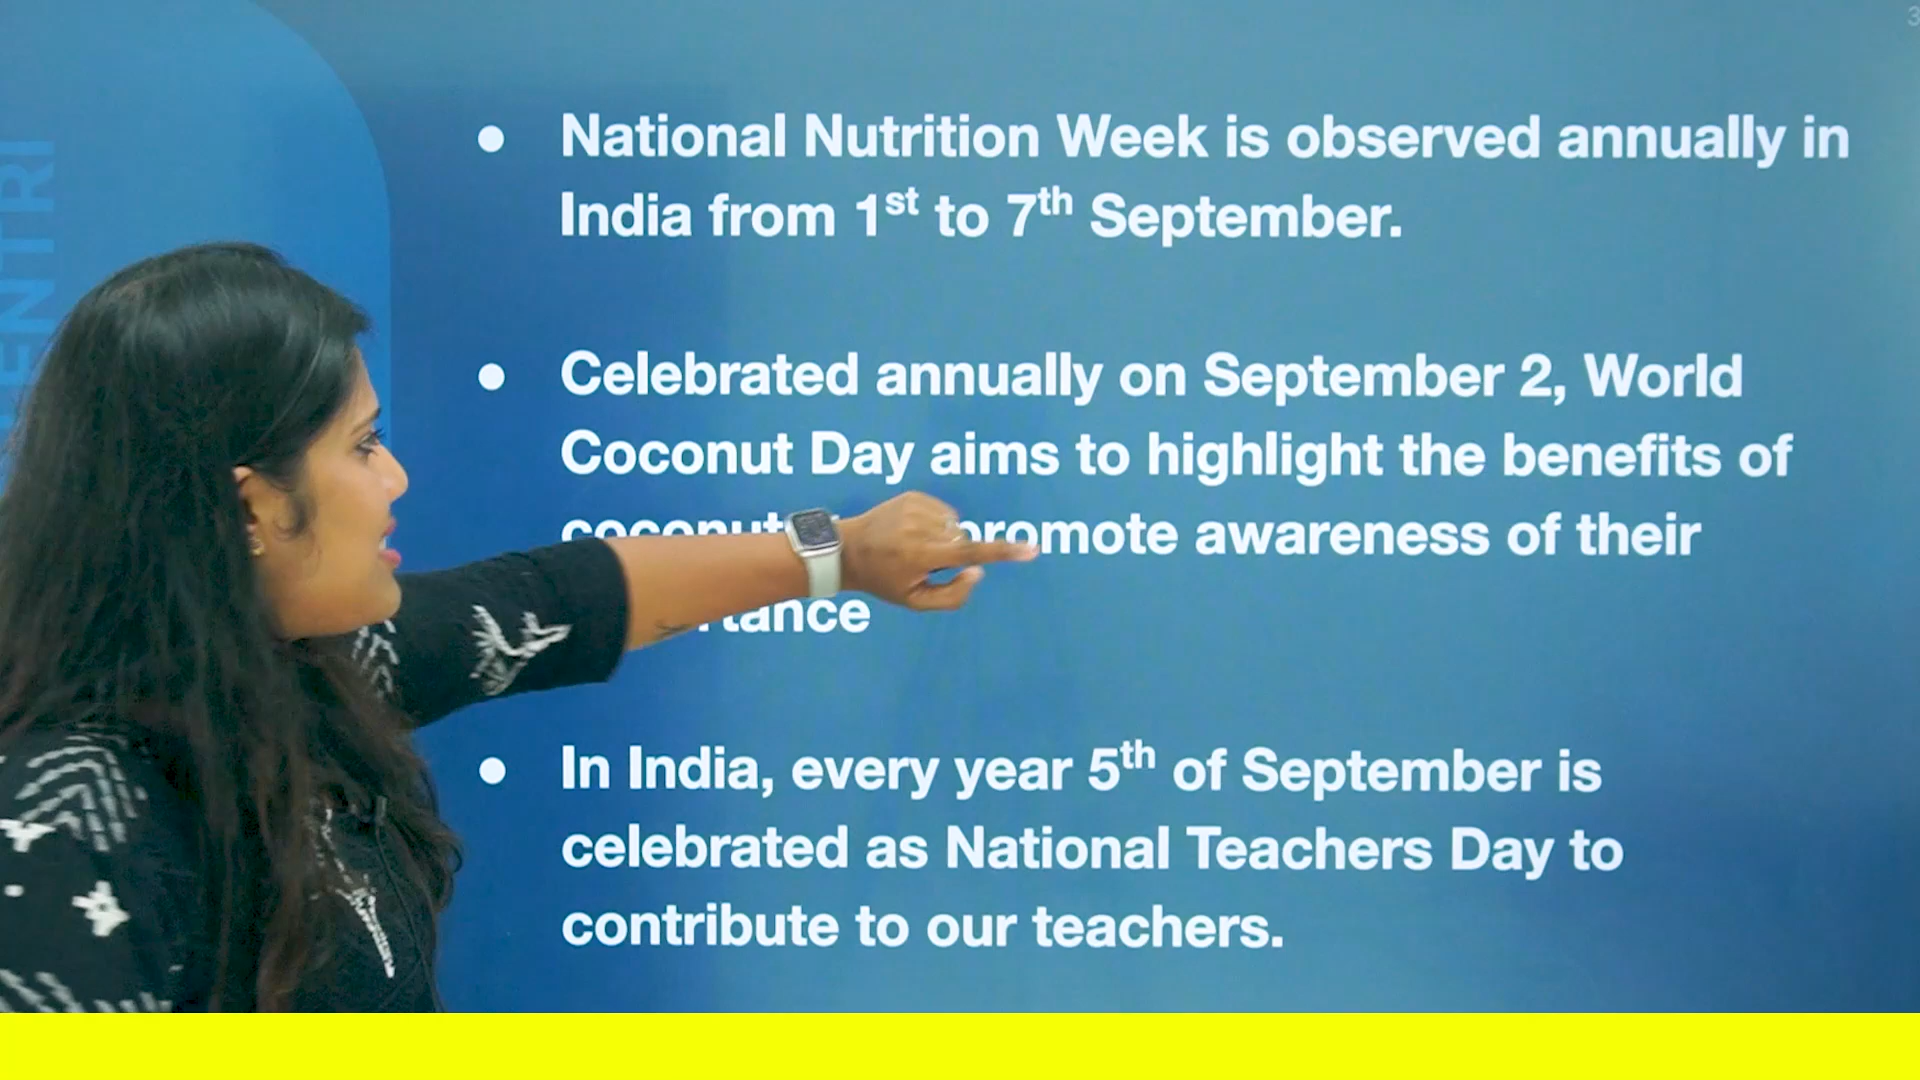 ENTRI
3
• National Nutrition Week is observed annually in
India from 1st to 7th September.
• Celebrated annually on September 2, World
Coconut Day aims to highlight the benefits of
promote awareness of their
• In India, every year 5th of September is
celebrated as National Teachers Day to
contribute to our teachers.